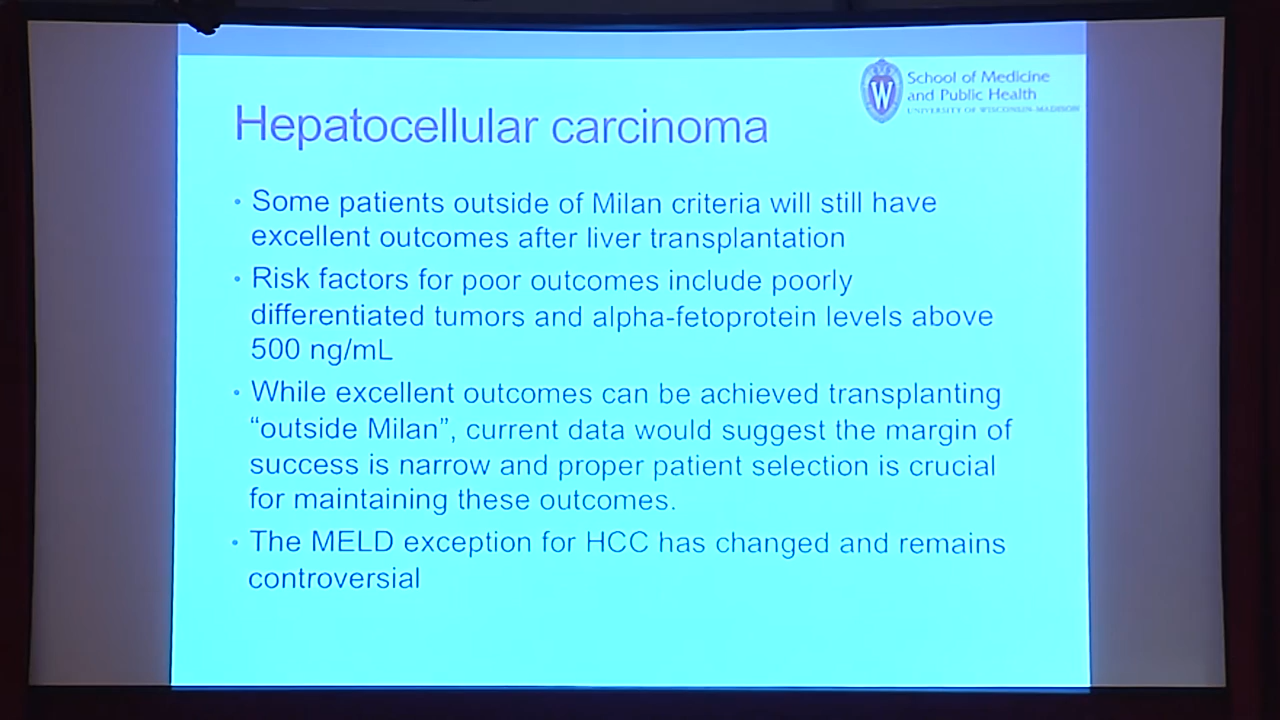 School of Medicine
and Public Health
UNIVERSITY OF WISCONSIN-MADISON
W
Hepatocellular carcinoma
• Some patients outside of Milan criteria will still have
excellent outcomes after liver transplantation
• Risk factors for poor outcomes include poorly
differentiated tumors and alpha-fetoprotein levels above
500 ng/mL
• While excellent outcomes can be achieved transplanting
“outside Milan”, current data would suggest the margin of
success is narrow and proper patient selection is crucial
for maintaining these outcomes.
• The MELD exception for HCC has changed and remains
controversial